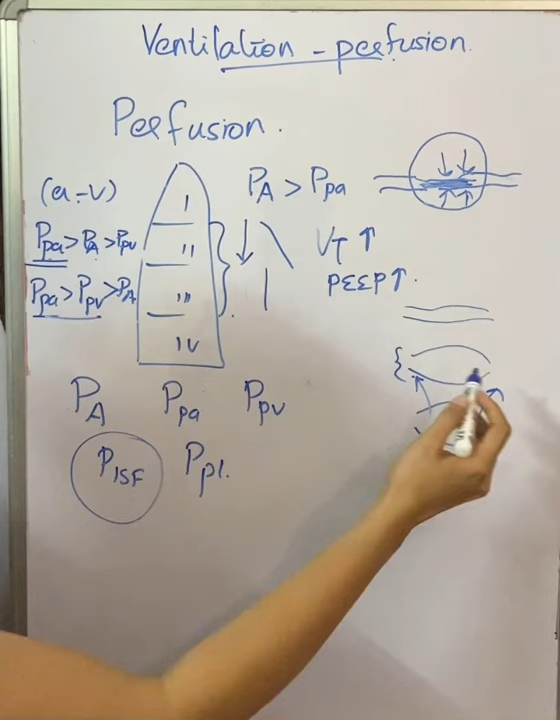 Ventilation - perfusion.
Perfusion.
(a-v)
Ppa > PA > Ppv
Ppa > Ppv > PA
I
II
III
IV
PA > Ppa
VT ↑
PEEP ↑.
PA Ppa Ppv
PISF Ppl.